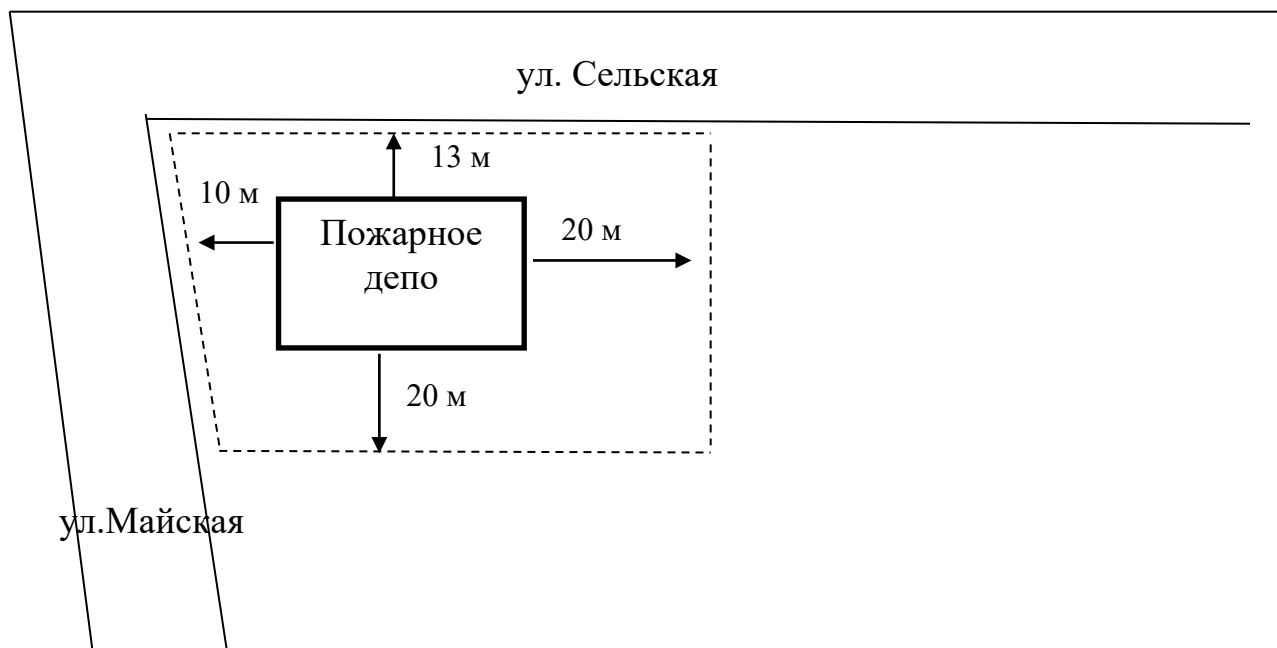 ул. Сельская
13 м
10 м
Пожарное
депо
20 м
20 м
ул.Майская